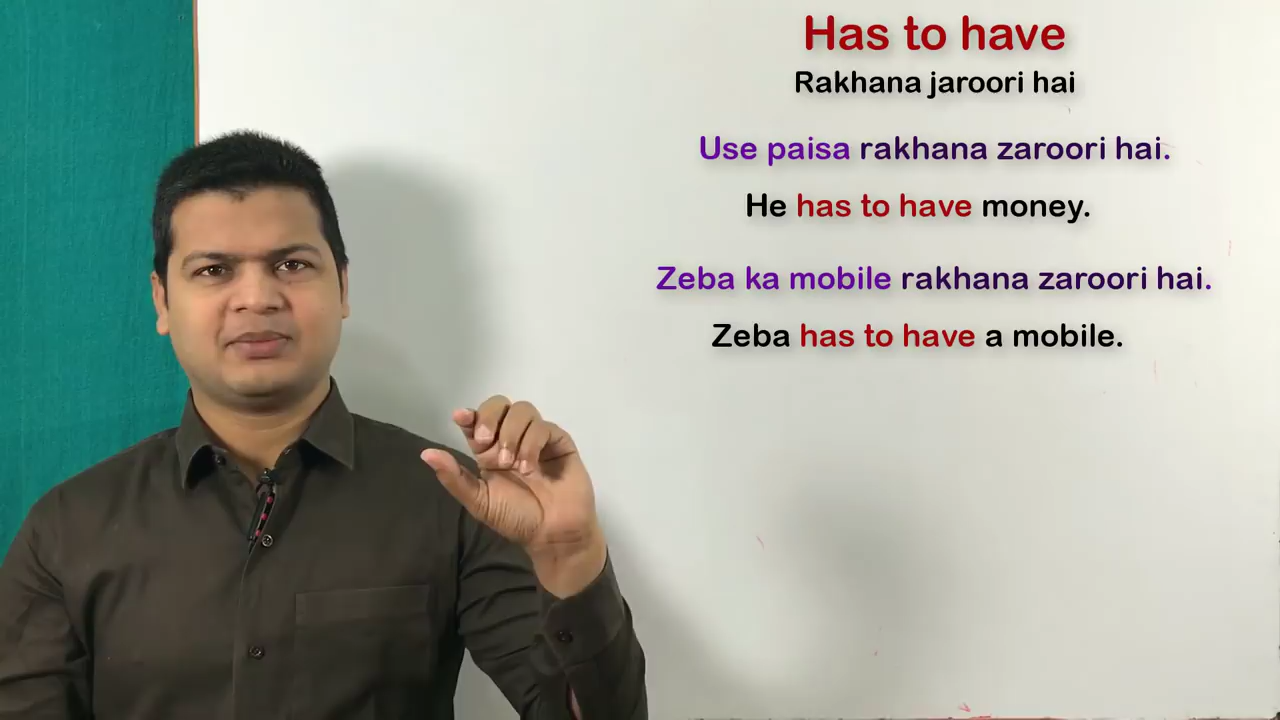 Has to have
Rakhana jaroori hai
Use paisa rakhana zaroori hai.
He has to have money.
Zeba ka mobile rakhana zaroori hai.
Zeba has to have a mobile.